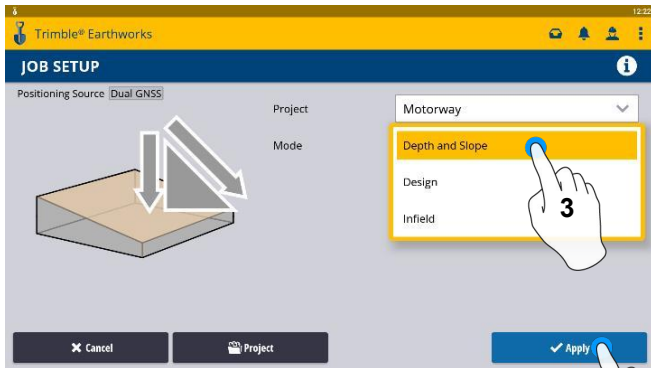 12:22
Trimble® Earthworks
JOB SETUP
Positioning Source Dual GNSS
Project Motorway
Mode Depth and Slope
Design
Infield
3
Cancel Project Apply